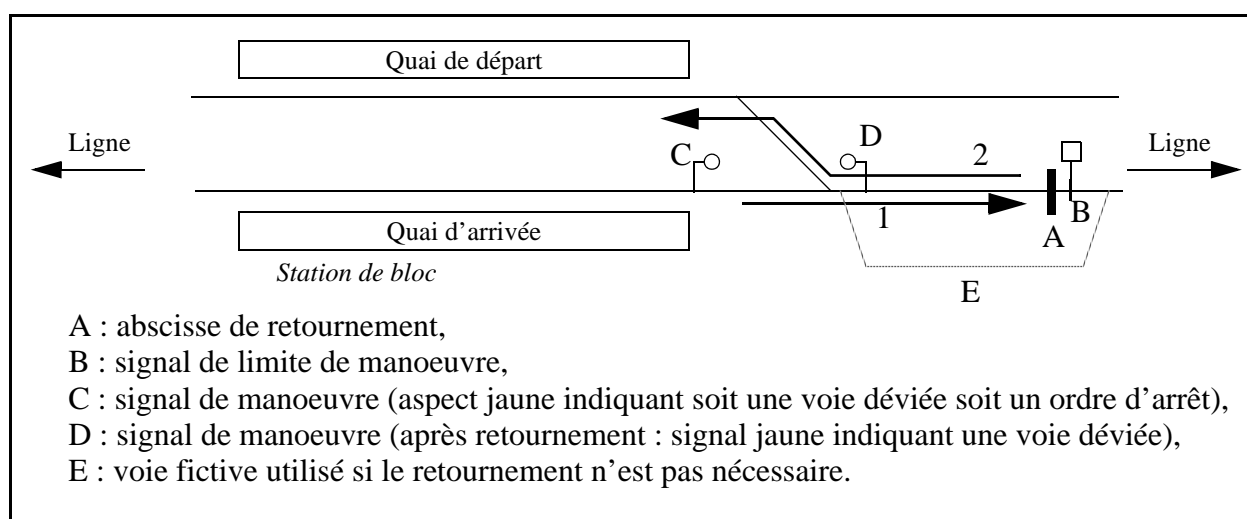 Quai de départ
Ligne
C
D
2
Ligne
1
B
A
Quai d'arrivée
Station de bloc
E
A : abscisse de retournement,
B : signal de limite de manoeuvre,
C : signal de manoeuvre (aspect jaune indiquant soit une voie déviée soit un ordre d'arrêt),
D : signal de manoeuvre (après retournement : signal jaune indiquant une voie déviée),
E : voie fictive utilisé si le retournement n'est pas nécessaire.